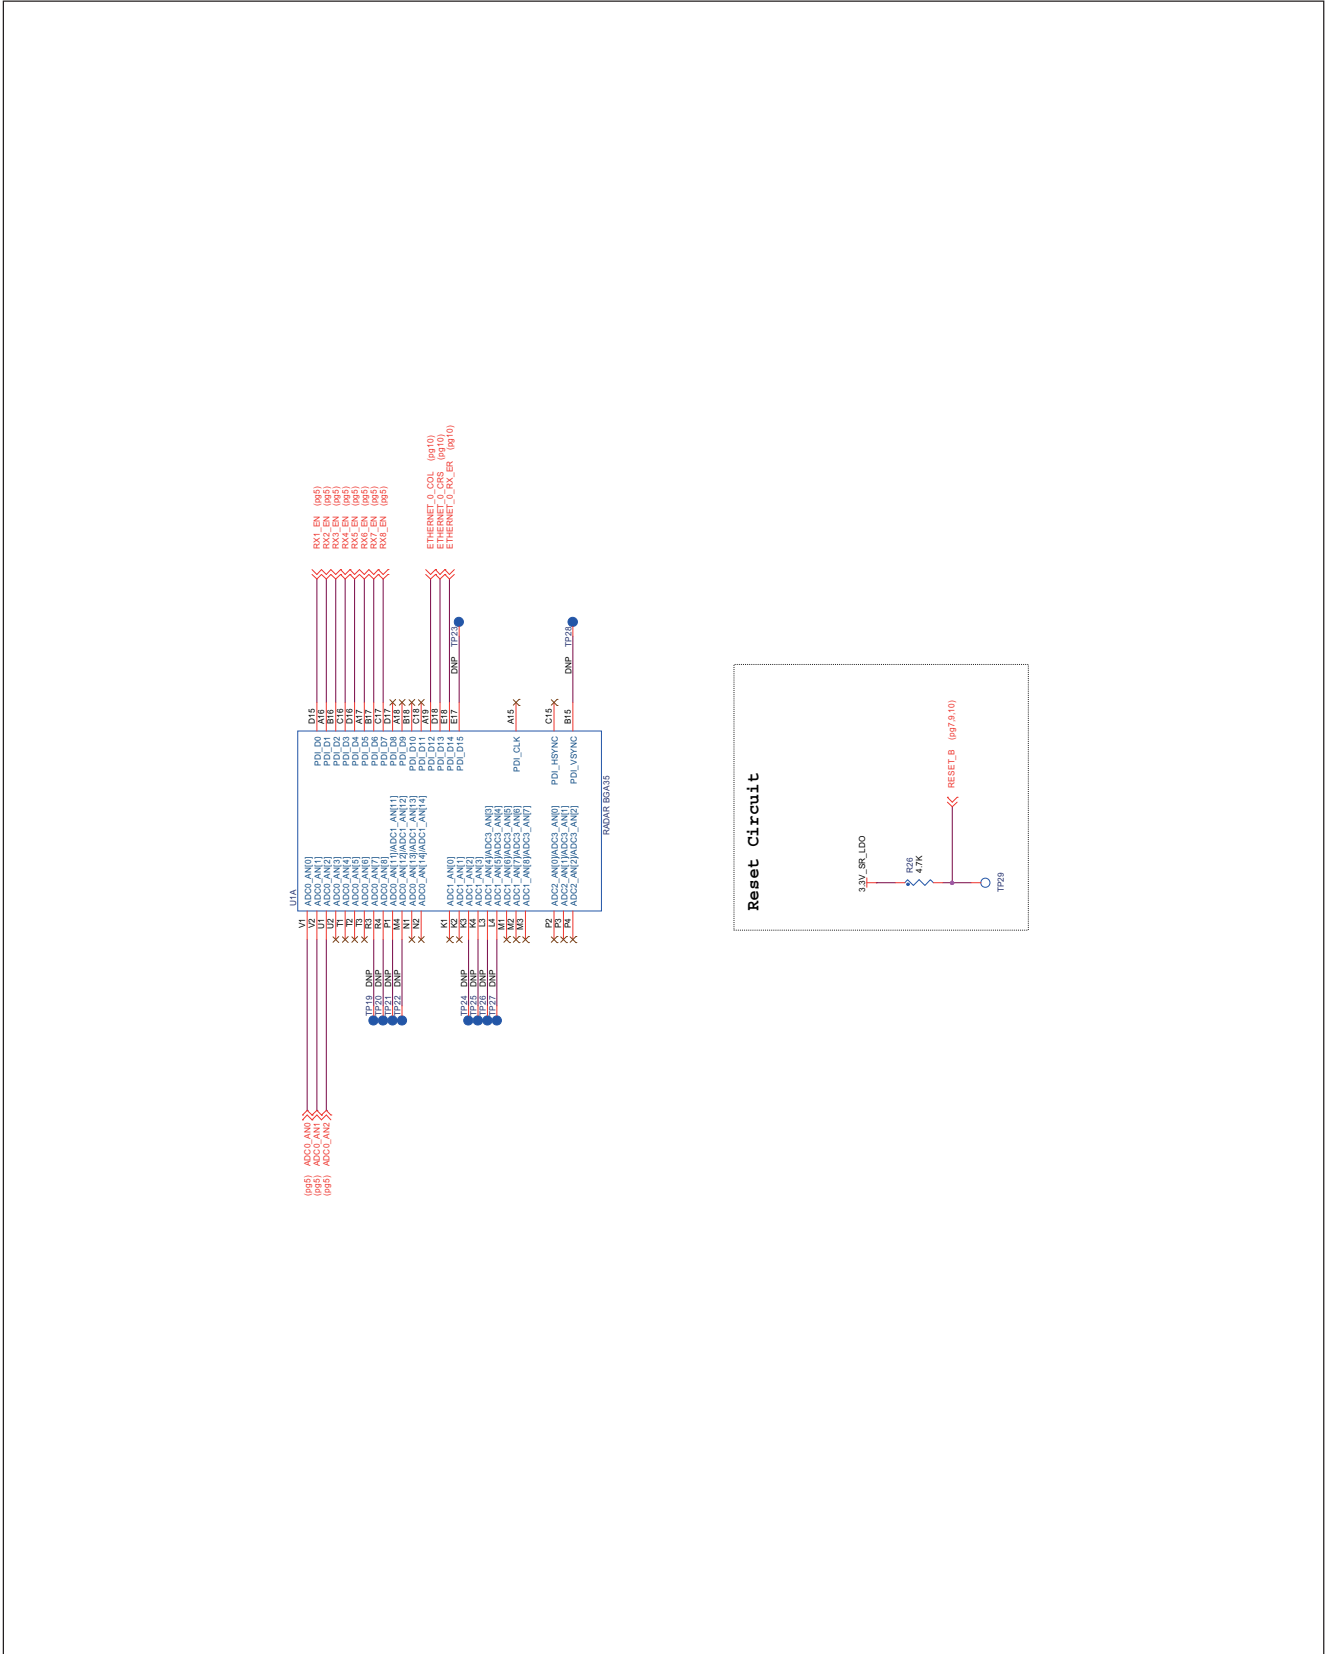 RX1_EN (pg5)
RX2_EN (pg5)
RX3_EN (pg5)
RX4_EN (pg5)
RX5_EN (pg5)
RX6_EN (pg5)
RX7_EN (pg5)
RX8_EN (pg5)
ETHERNET_0_COL (pg10)
ETHERNET_0_CRS (pg10)
ETHERNET_0_RX_ER (pg10)
DNP TP23
DNP TP28
D15
A16
B16
C16
D16
A17
B17
C17
D17
A18
B18
C18
A19
D18
E18
E17
A15
C15
B15
PDI_D0
PDI_D1
PDI_D2
PDI_D3
PDI_D4
PDI_D5
PDI_D6
PDI_D7
PDI_D8
PDI_D9
PDI_D10
PDI_D11
PDI_D12
PDI_D13
PDI_D14
PDI_D15
PDI_CLK
PDI_HSYNC
PDI_VSYNC
U1A
ADC0_AN[0]
ADC0_AN[1]
ADC0_AN[2]
ADC0_AN[3]
ADC0_AN[4]
ADC0_AN[5]
ADC0_AN[6]
ADC0_AN[7]
ADC0_AN[8]
ADC0_AN[11]/ADC1_AN[11]
ADC0_AN[12]/ADC1_AN[12]
ADC0_AN[13]/ADC1_AN[13]
ADC0_AN[14]/ADC1_AN[14]
ADC1_AN[0]
ADC1_AN[1]
ADC1_AN[2]
ADC1_AN[3]
ADC1_AN[4]/ADC3_AN[3]
ADC1_AN[5]/ADC3_AN[4]
ADC1_AN[6]/ADC3_AN[5]
ADC1_AN[7]/ADC3_AN[6]
ADC1_AN[8]/ADC3_AN[7]
ADC2_AN[0]/ADC3_AN[0]
ADC2_AN[1]/ADC3_AN[1]
ADC2_AN[2]/ADC3_AN[2]
RADAR BGA35
V1
V2
U1
U2
T1
T2
T3
R3
R4
P1
M4
N1
N2
K1
K2
K3
K4
L3
L4
M1
M2
M3
P2
P3
P4
TP19 DNP
TP20 DNP
TP21 DNP
TP22 DNP
TP24 DNP
TP25 DNP
TP26 DNP
TP27 DNP
(pg5) ADC0_AN0
(pg5) ADC0_AN1
(pg5) ADC0_AN2
Reset Circuit
3.3V_SR_LDO
R26
4.7K
RESET_B (pg7,9,10)
TP29